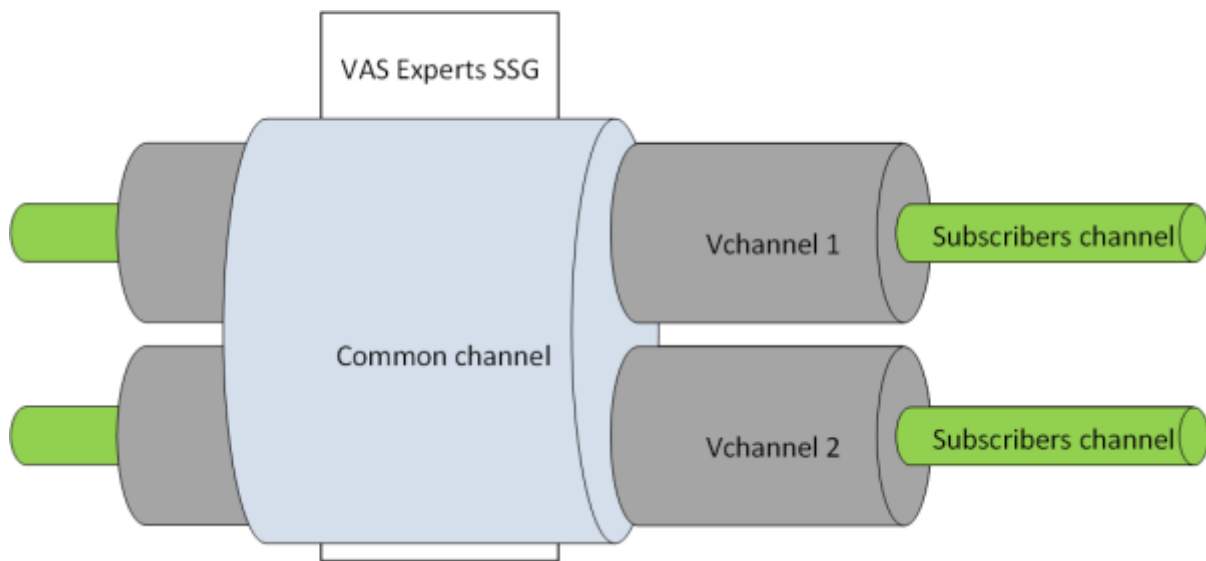 VAS Experts SSG
Vchannel 1
Subscribers channel
Common channel
Vchannel 2
Subscribers channel